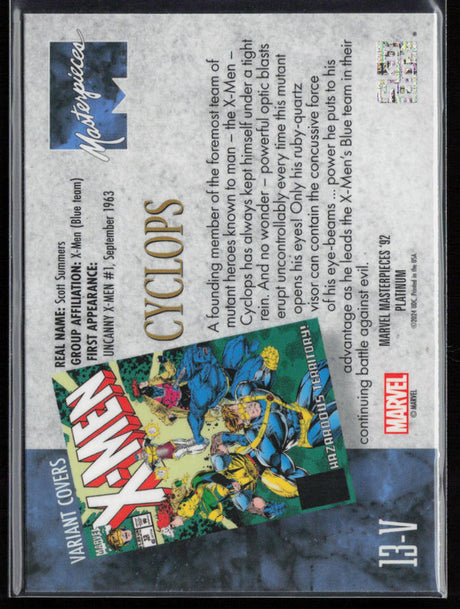 Masterpieces
REAL NAME: Scott Summers
GROUP AFFILIATION: X-Men (Blue team)
FIRST APPEARANCE:
UNCANNY X-MEN #1, September 1963
CYCLOPS
A founding member of the foremost team of
mutant heroes known to man – the X-Men –
Cyclops has always kept himself under a tight
rein. And no wonder – powerful optic blasts
erupt uncontrollably every time this mutant
opens his eyes! Only his ruby-quartz
visor can contain the concussive force
of his eye-beams ... power he puts to his
advantage as he leads the X-Men's Blue team in their
continuing battle against evil.
MARVEL MASTERPIECES '92
PLATINUM
©2024 UDC. Printed in the USA.
MARVEL
© MARVEL
VARIANT COVERS
MARVEL
X-MEN
HAZARDOUS TERRITORY!
13-V